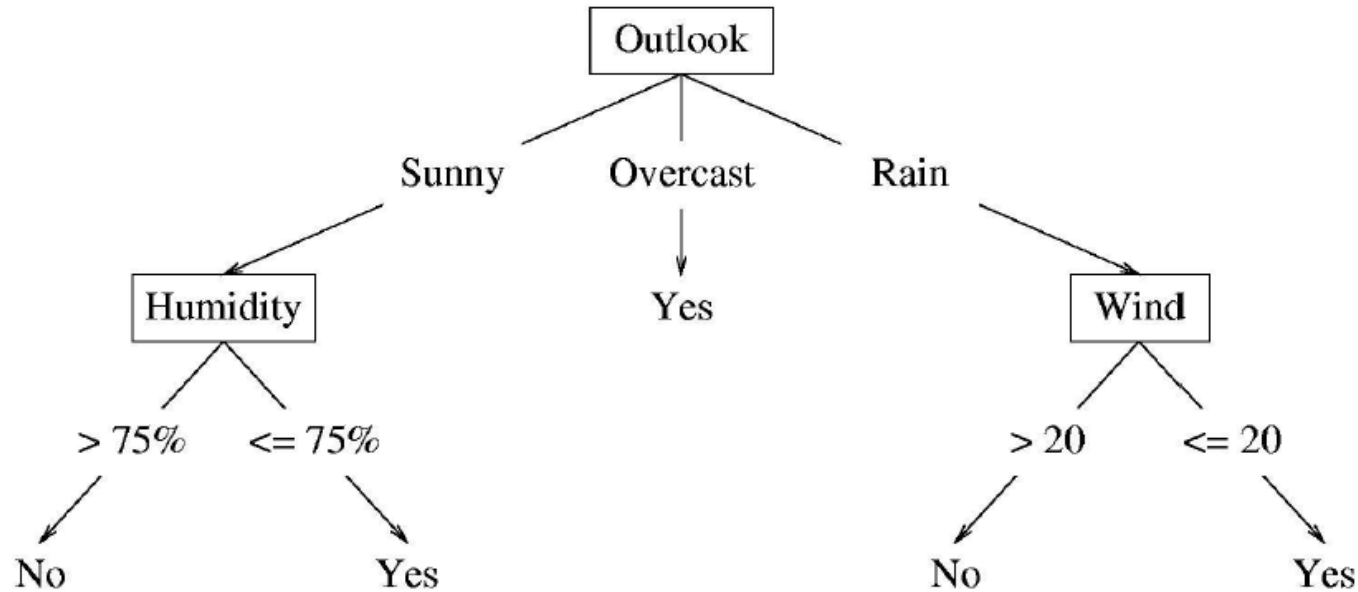 Outlook
Sunny Overcast Rain
Humidity Yes Wind
> 75% <= 75% > 20 <= 20
No Yes No Yes